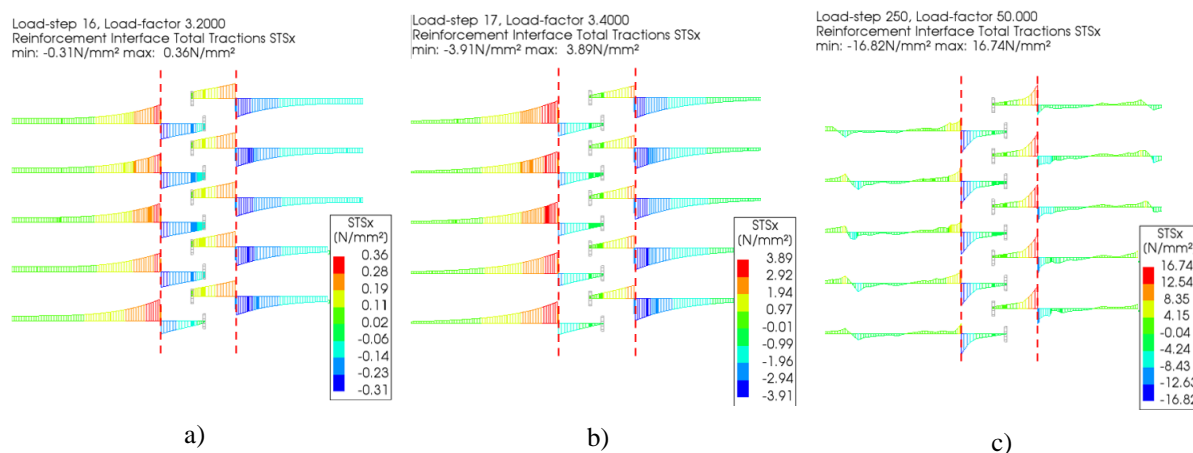 Load-step 16, Load-factor 3.2000
Reinforcement Interface Total Tractions STSx
min: -0.31N/mm² max: 0.36N/mm²
STSx
(N/mm²)
0.36
0.28
0.19
0.11
0.02
-0.06
-0.14
-0.23
-0.31
a)
Load-step 17, Load-factor 3.4000
Reinforcement Interface Total Tractions STSx
min: -3.91N/mm² max: 3.89N/mm²
STSx
(N/mm²)
3.89
2.92
1.94
0.97
-0.01
-0.99
-1.96
-2.94
-3.91
b)
Load-step 250, Load-factor 50.000
Reinforcement Interface Total Tractions STSx
min: -16.82N/mm² max: 16.74N/mm²
STSx
(N/mm²)
16.74
12.54
8.35
4.15
-0.04
-4.24
-8.43
-12.63
-16.82
c)